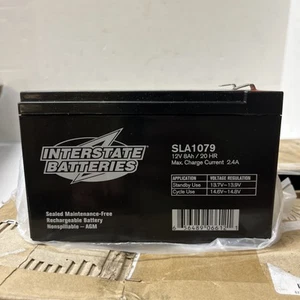 INTERSTATE
BATTERIES
Sealed Maintenance-Free
Rechargeable Battery
Nonspillable - AGM
SLA1079
12V 8Ah / 20 HR
Max. Charge Current 2.4A
APPLICATION VOLTAGE REGULATION
Standby Use 13.7V~13.9V
Cycle Use 14.6V~14.8V